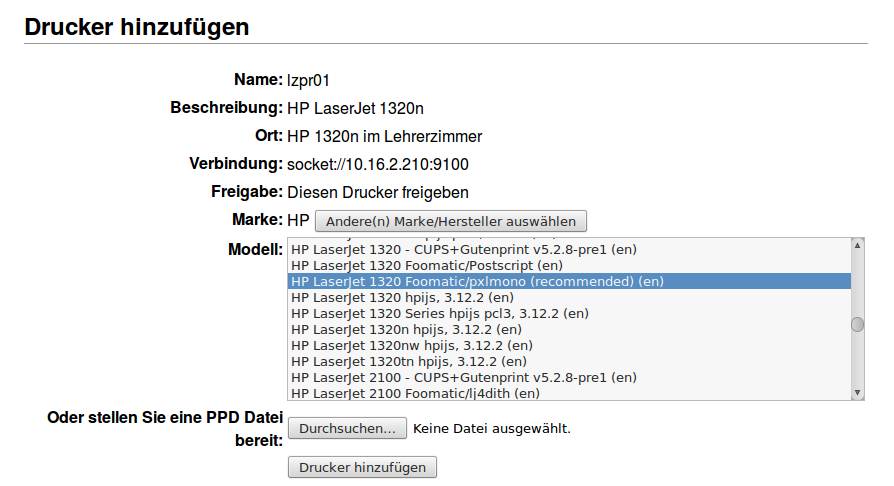 Drucker hinzufügen
Name: lzpr01
Beschreibung: HP LaserJet 1320n
Ort: HP 1320n im Lehrerzimmer
Verbindung: socket://10.16.2.210:9100
Freigabe: Diesen Drucker freigeben
Marke: HP Andere(n) Marke/Hersteller auswählen
Modell:
HP LaserJet 1320 - CUPS+Gutenprint v5.2.8-pre1 (en)
HP LaserJet 1320 Foomatic/Postscript (en)
HP LaserJet 1320 Foomatic/pxlmono (recommended) (en)
HP LaserJet 1320 hpijs, 3.12.2 (en)
HP LaserJet 1320 Series hpijs pcl3, 3.12.2 (en)
HP LaserJet 1320n hpijs, 3.12.2 (en)
HP LaserJet 1320nw hpijs, 3.12.2 (en)
HP LaserJet 1320tn hpijs, 3.12.2 (en)
HP LaserJet 2100 - CUPS+Gutenprint v5.2.8-pre1 (en)
HP LaserJet 2100 Foomatic/lj4dith (en)
Oder stellen Sie eine PPD Datei
bereit:
Durchsuchen... Keine Datei ausgewählt.
Drucker hinzufügen